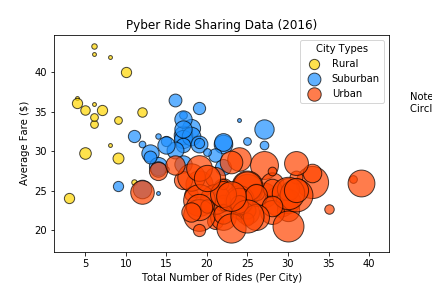 Pyber Ride Sharing Data (2016)
City Types
Rural
Suburban
Urban
Note
Circl
Average Fare ($)
40
35
30
25
20
5
10
15
20
25
30
35
40
Total Number of Rides (Per City)